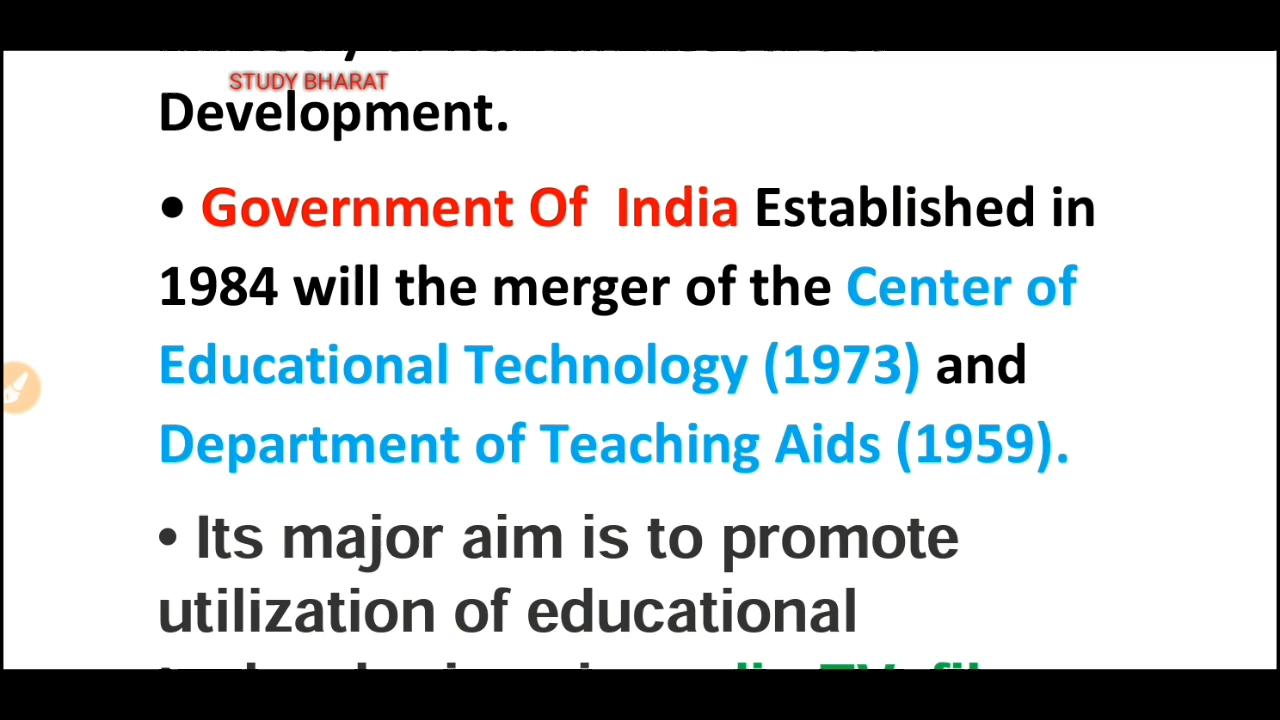 STUDY BHARAT
Development.
• Government Of India Established in
1984 will the merger of the Center of
Educational Technology (1973) and
Department of Teaching Aids (1959).
• Its major aim is to promote
utilization of educational